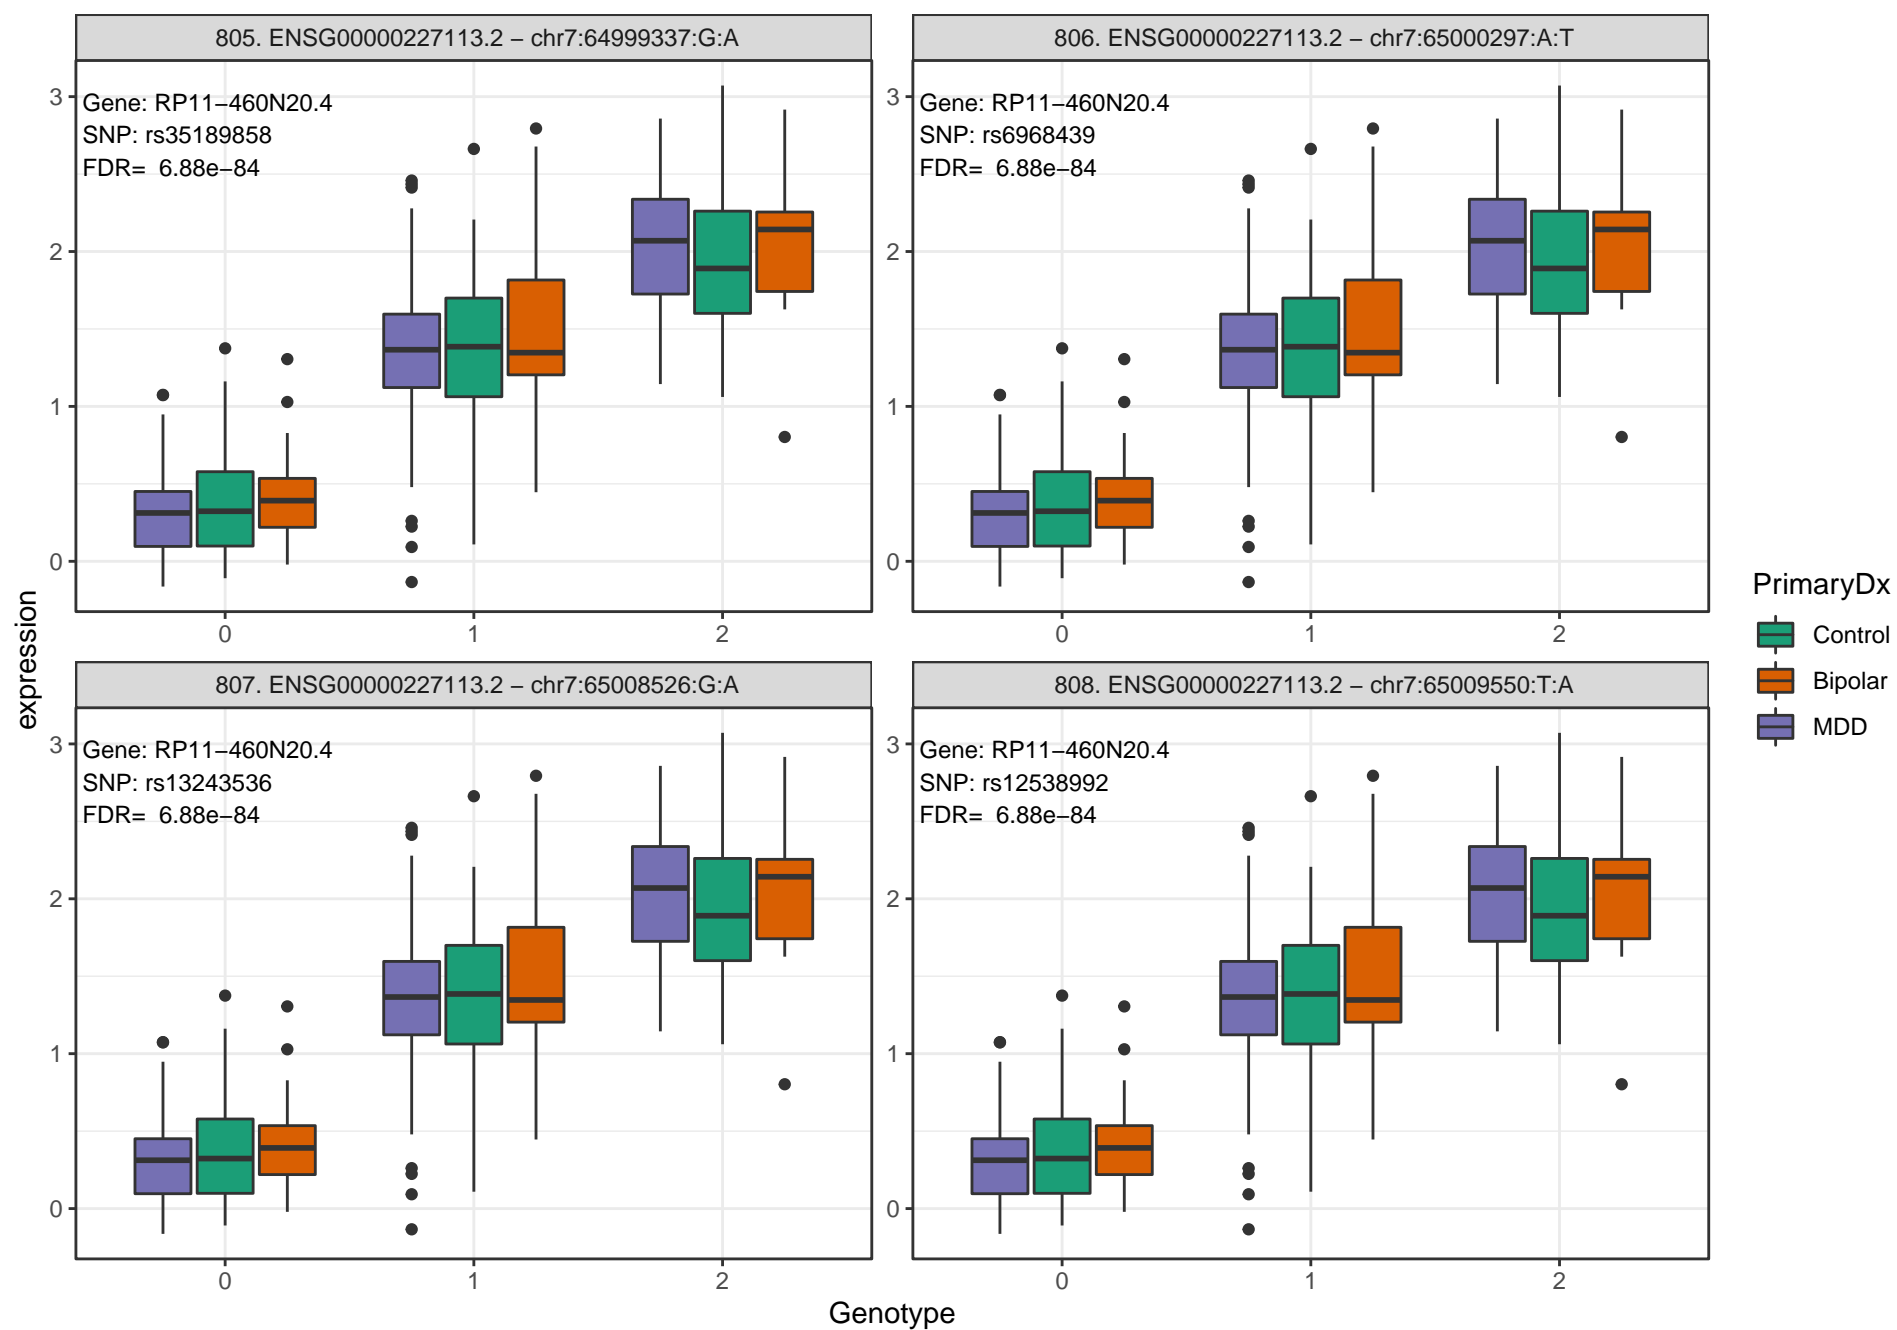 805. ENSG00000227113.2 − chr7:64999337:G:A
Gene: RP11−460N20.4
SNP: rs35189858
FDR= 6.88e−84
3
2
1
0
0 1 2
806. ENSG00000227113.2 − chr7:65000297:A:T
Gene: RP11−460N20.4
SNP: rs6968439
FDR= 6.88e−84
3
2
1
0
0 1 2
807. ENSG00000227113.2 − chr7:65008526:G:A
Gene: RP11−460N20.4
SNP: rs13243536
FDR= 6.88e−84
3
2
1
0
0 1 2
808. ENSG00000227113.2 − chr7:65009550:T:A
Gene: RP11−460N20.4
SNP: rs12538992
FDR= 6.88e−84
3
2
1
0
0 1 2
expression
Genotype
PrimaryDx
Control
Bipolar
MDD